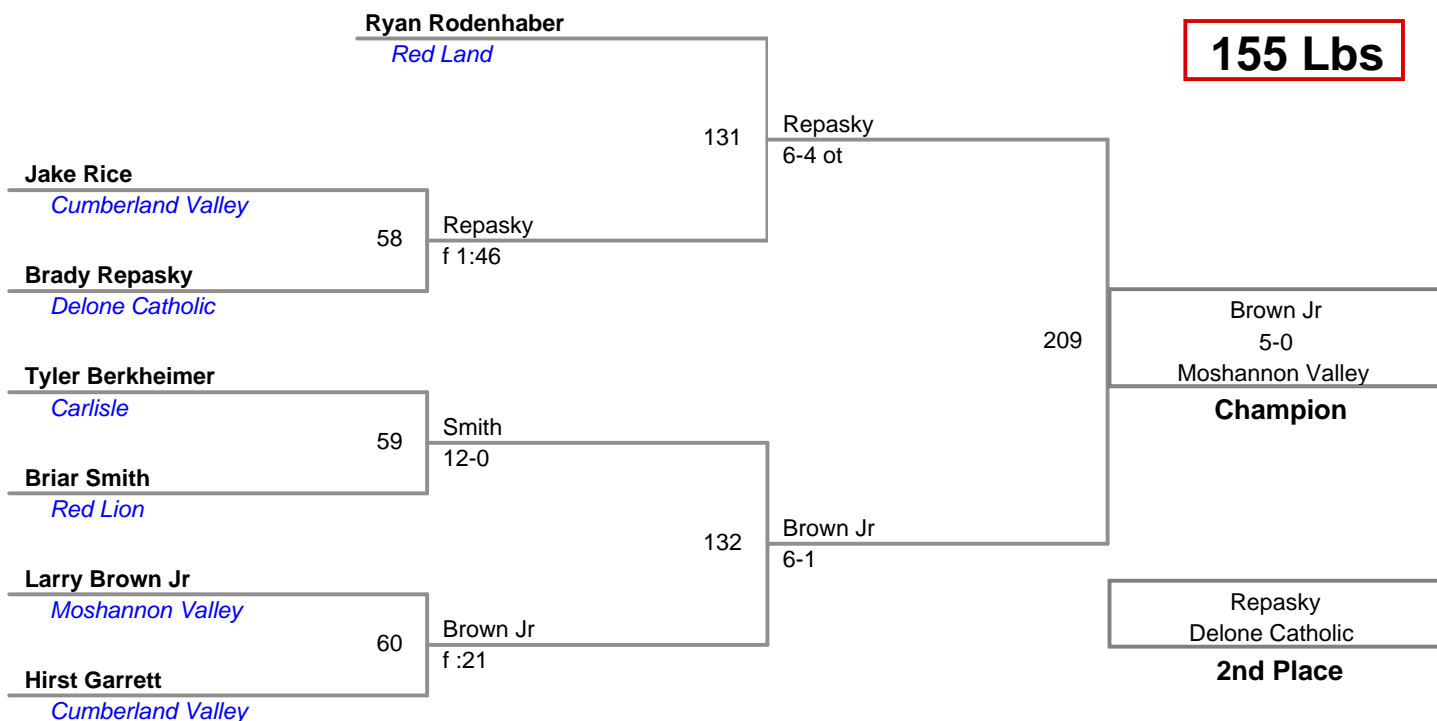 Ryan Rodenhaber
Red Land
155 Lbs
131
Repasky
6-4 ot
Jake Rice
Cumberland Valley
58
Repasky
f 1:46
Brady Repasky
Delone Catholic
209
Brown Jr
5-0
Moshannon Valley
Champion
Tyler Berkheimer
Carlisle
59
Smith
12-0
Briar Smith
Red Lion
132
Brown Jr
6-1
Larry Brown Jr
Moshannon Valley
60
Brown Jr
f :21
Hirst Garrett
Cumberland Valley
Repasky
Delone Catholic
2nd Place